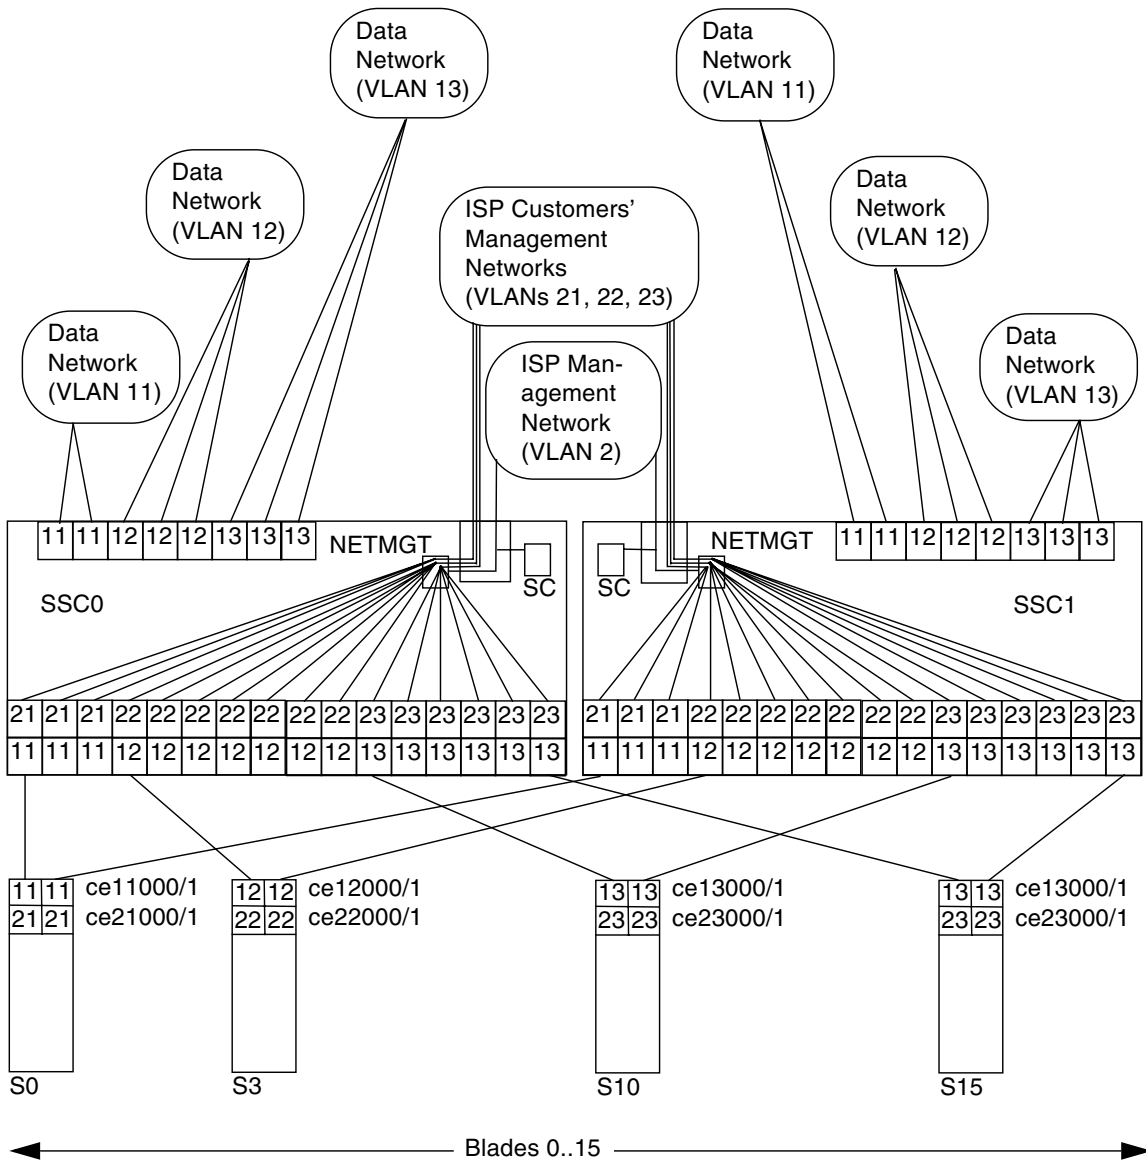 Data
Network
(VLAN 13)
Data
Network
(VLAN 11)
Data
Network
(VLAN 12)
ISP Customers’
Management
Networks
(VLANs 21, 22, 23)
Data
Network
(VLAN 12)
Data
Network
(VLAN 11)
ISP Man-
agement
Network
(VLAN 2)
Data
Network
(VLAN 13)
11 11 12 12 12 13 13 13
NETMGT
SC
SSC0
SC
NETMGT
11 11 12 12 12 13 13 13
SSC1
21 21 21 22 22 22 22 22 22 22 23 23 23 23 23 23
11 11 11 12 12 12 12 12 12 12 13 13 13 13 13 13
21 21 21 22 22 22 22 22 22 22 23 23 23 23 23 23
11 11 11 12 12 12 12 12 12 12 13 13 13 13 13 13
11 11 ce11000/1
21 21 ce21000/1
S0
12 12 ce12000/1
22 22 ce22000/1
S3
13 13 ce13000/1
23 23 ce23000/1
S10
13 13 ce13000/1
23 23 ce23000/1
S15
Blades 0..15